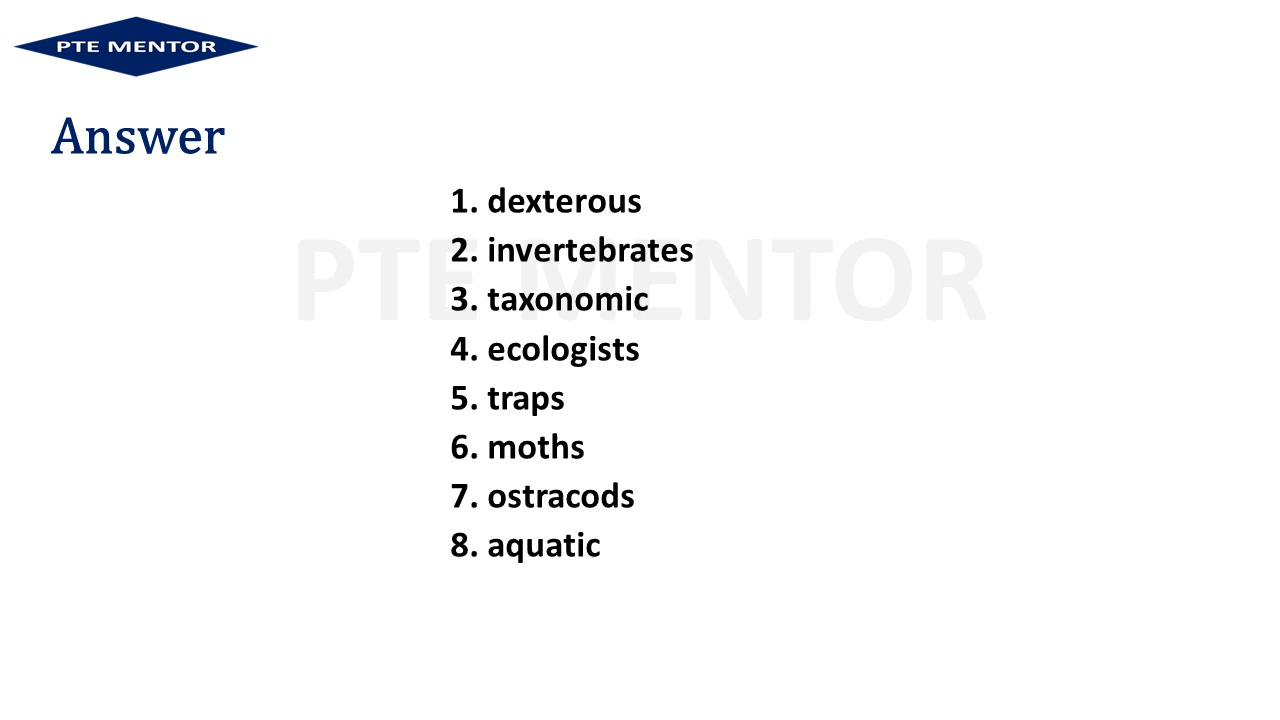 PTE MENTOR
Answer
PTE MENTOR
1. dexterous
2. invertebrates
3. taxonomic
4. ecologists
5. traps
6. moths
7. ostracods
8. aquatic